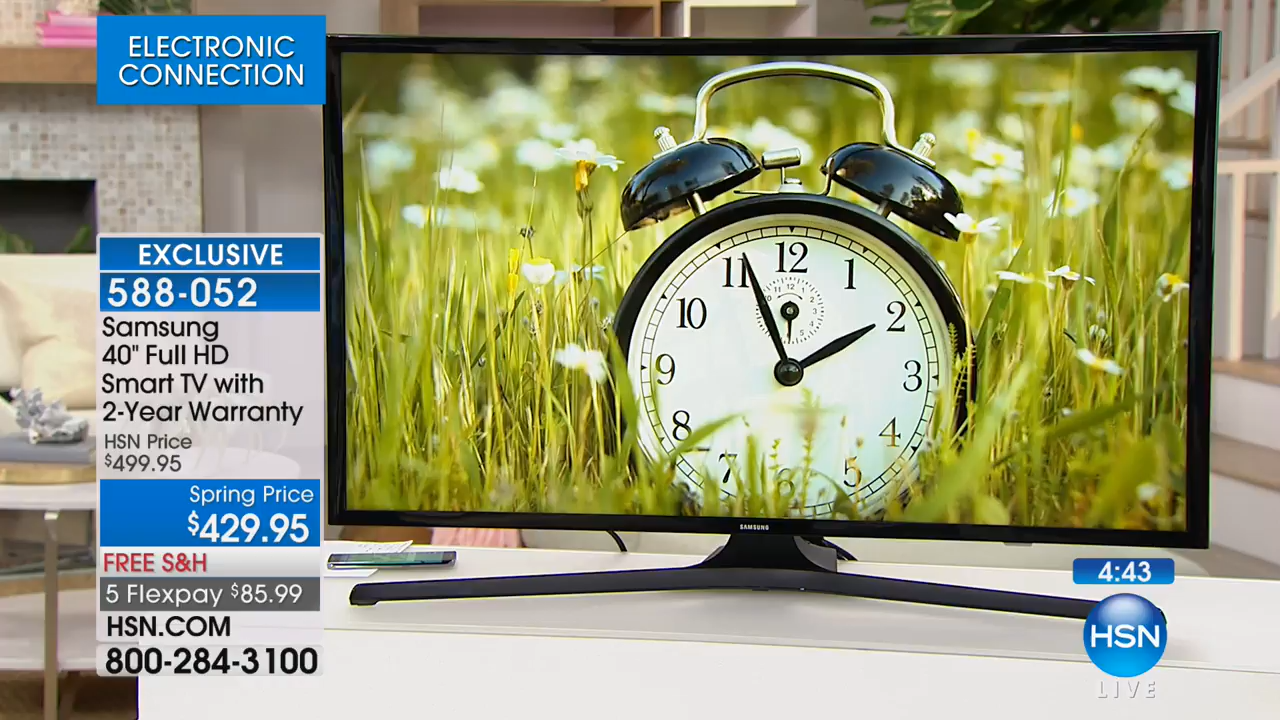 ELECTRONIC
CONNECTION
EXCLUSIVE
588-052
Samsung
40" Full HD
Smart TV with
2-Year Warranty
HSN Price
$499.95
Spring Price
$429.95
FREE S&H
5 Flexpay $85.99
HSN.COM
800-284-3100
12
11
1
10
2
9
3
8
4
7
5
6
SAMSUNG
4:43
HSN
LIVE